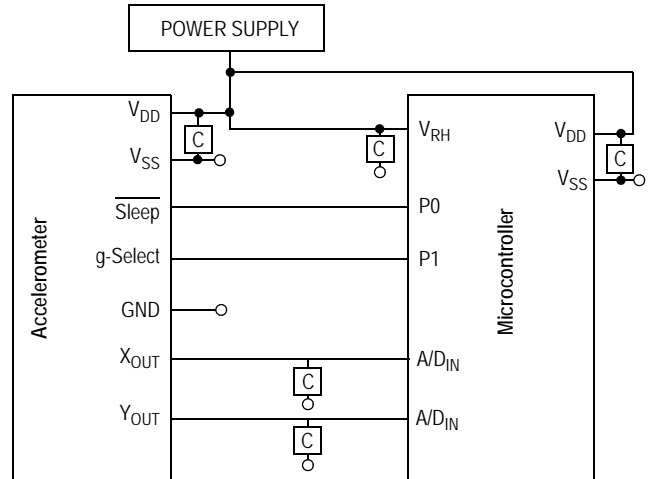 POWER SUPPLY
Accelerometer
V_DD
C
V_SS
Sleep
g-Select
GND
X_OUT
Y_OUT
C
C
C
V_RH
P0
P1
A/D_IN
A/D_IN
Microcontroller
V_DD
V_SS
C